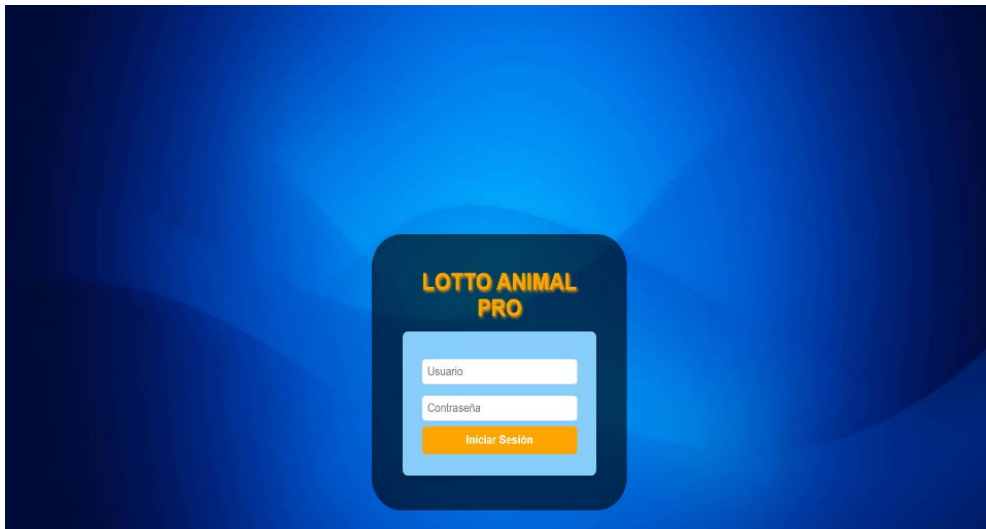 LOTTO ANIMAL
PRO
Usuario
Contraseña
Iniciar Sesión